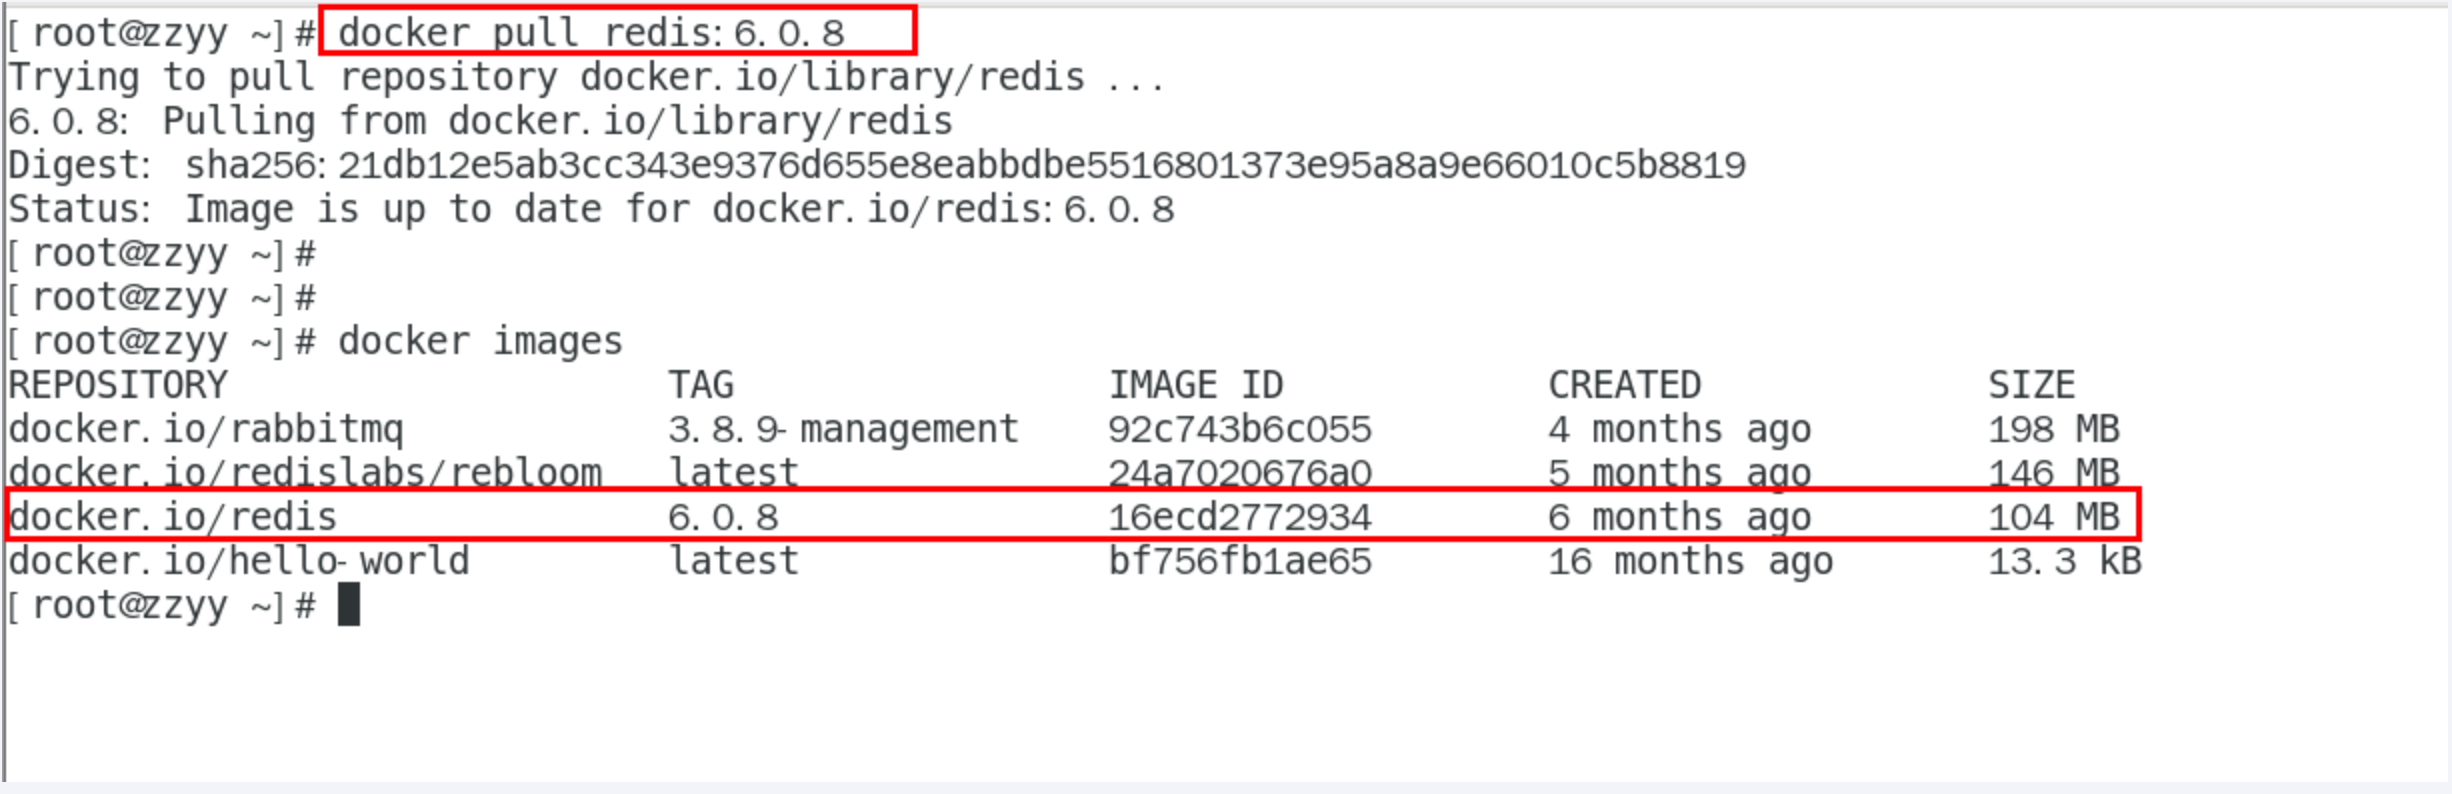 [root@zzyy ~]# docker pull redis:6.0.8
Trying to pull repository docker.io/library/redis ...
6.0.8: Pulling from docker.io/library/redis
Digest: sha256:21db12e5ab3cc343e9376d655e8eabbdbe5516801373e95a8a9e66010c5b8819
Status: Image is up to date for docker.io/redis:6.0.8
[root@zzyy ~]#
[root@zzyy ~]#
[root@zzyy ~]# docker images
REPOSITORY TAG IMAGE ID CREATED SIZE
docker.io/rabbitmq 3.8.9-management 92c743b6c055 4 months ago 198 MB
docker.io/redislabs/rebloom latest 24a7020676a0 5 months ago 146 MB
docker.io/redis 6.0.8 16ecd2772934 6 months ago 104 MB
docker.io/hello-world latest bf756fb1ae65 16 months ago 13.3 kB
[root@zzyy ~]#